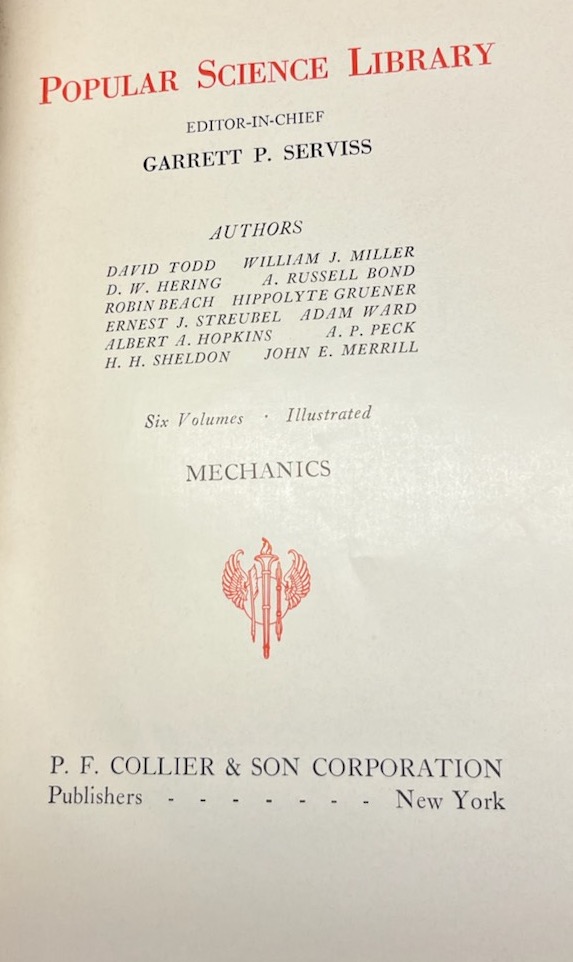 POPULAR SCIENCE LIBRARY
EDITOR-IN-CHIEF
GARRETT P. SERVISS
AUTHORS
DAVID TODD WILLIAM J. MILLER
D. W. HERING A. RUSSELL BOND
ROBIN BEACH HIPPOLYTE GRUENER
ERNEST J. STREUBEL ADAM WARD
ALBERT A. HOPKINS A. P. PECK
H. H. SHELDON JOHN E. MERRILL
Six Volumes · Illustrated
MECHANICS
P. F. COLLIER & SON CORPORATION
Publishers - - - - - - - New York